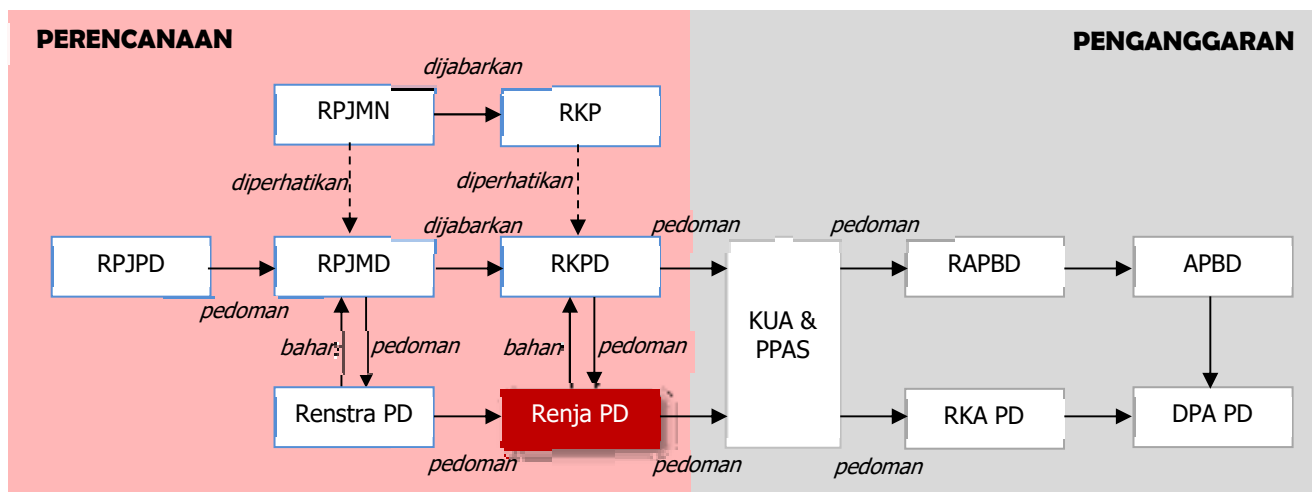 PERENCANAAN
PENGANGGARAN
dijabarkan
RPJMN
RKP
diperhatikan
diperhatikan
dijabarkan
pedoman
pedoman
RPJPD
RPJMD
RKPD
RAPBD
APBD
pedoman
KUA &
PPAS
bahan
pedoman
bahan
pedoman
Renstra PD
Renja PD
RKA PD
DPA PD
pedoman
pedoman
pedoman